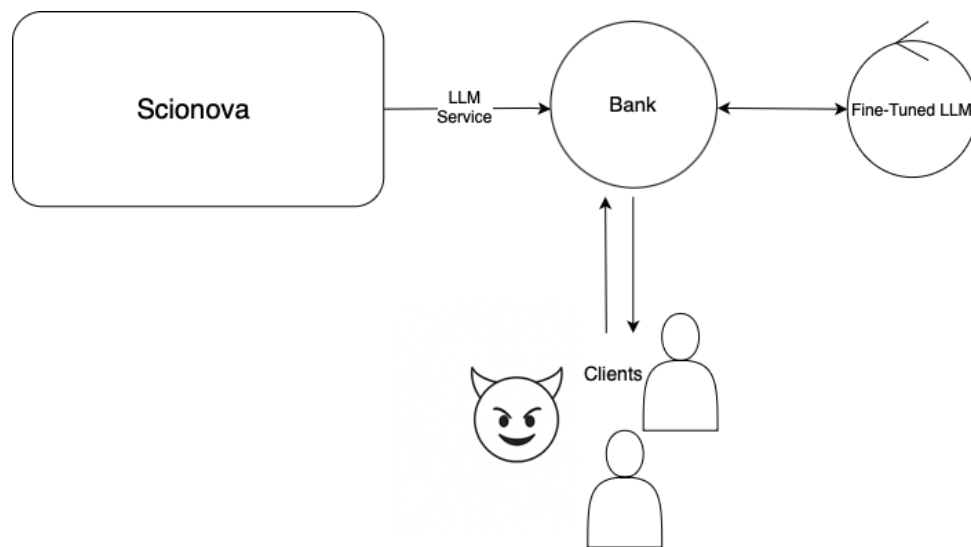 Scionova
LLM
Service
Bank
Fine-Tuned LLM
Clients